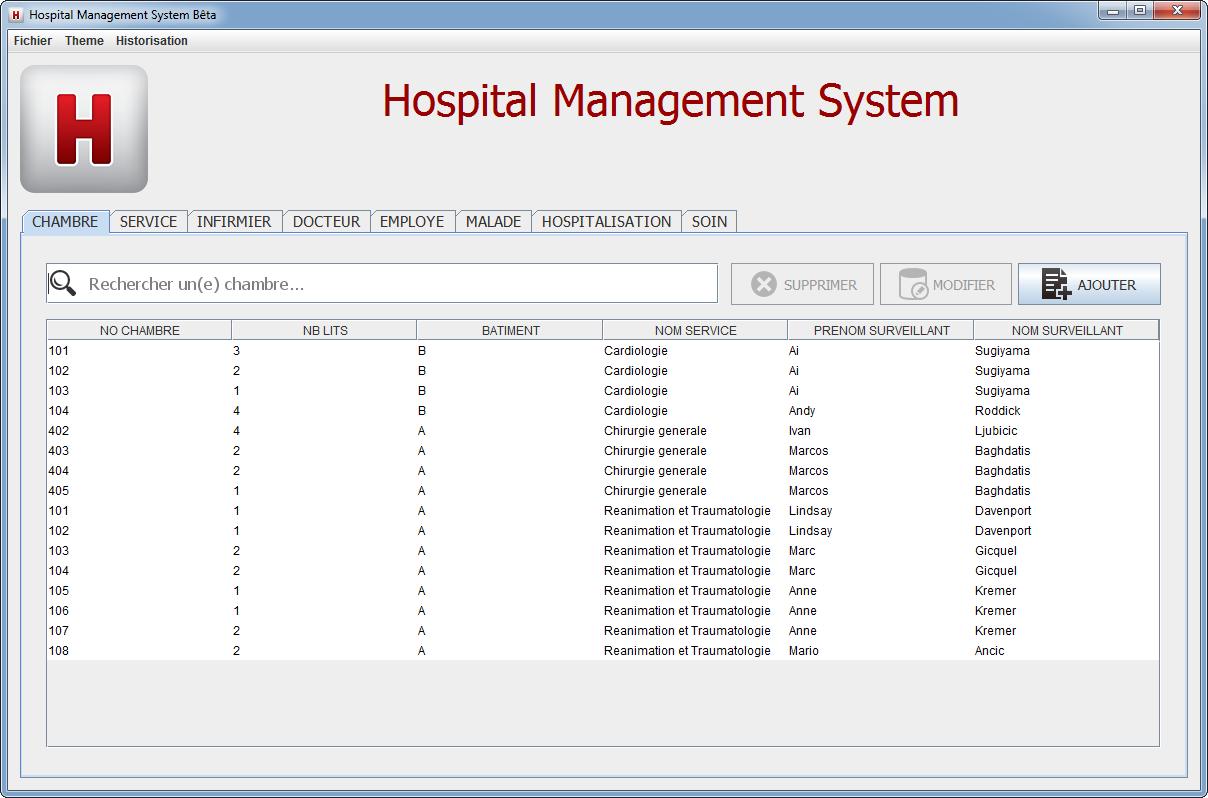 H Hospital Management System Bêta
Fichier Theme Historisation
H
Hospital Management System
CHAMBRE SERVICE INFIRMIER DOCTEUR EMPLOYE MALADE HOSPITALISATION SOIN
Rechercher un(e) chambre... SUPPRIMER MODIFIER AJOUTER
NO CHAMBRE NB LITS BATIMENT NOM SERVICE PRENOM SURVEILLANT NOM SURVEILLANT
101 3 B Cardiologie Ai Sugiyama
102 2 B Cardiologie Ai Sugiyama
103 1 B Cardiologie Ai Sugiyama
104 4 B Cardiologie Andy Roddick
402 4 A Chirurgie generale Ivan Ljubicic
403 2 A Chirurgie generale Marcos Baghdatis
404 2 A Chirurgie generale Marcos Baghdatis
405 1 A Chirurgie generale Marcos Baghdatis
101 1 A Reanimation et Traumatologie Lindsay Davenport
102 1 A Reanimation et Traumatologie Lindsay Davenport
103 2 A Reanimation et Traumatologie Marc Gicquel
104 2 A Reanimation et Traumatologie Marc Gicquel
105 1 A Reanimation et Traumatologie Anne Kremer
106 1 A Reanimation et Traumatologie Anne Kremer
107 2 A Reanimation et Traumatologie Anne Kremer
108 2 A Reanimation et Traumatologie Mario Ancic